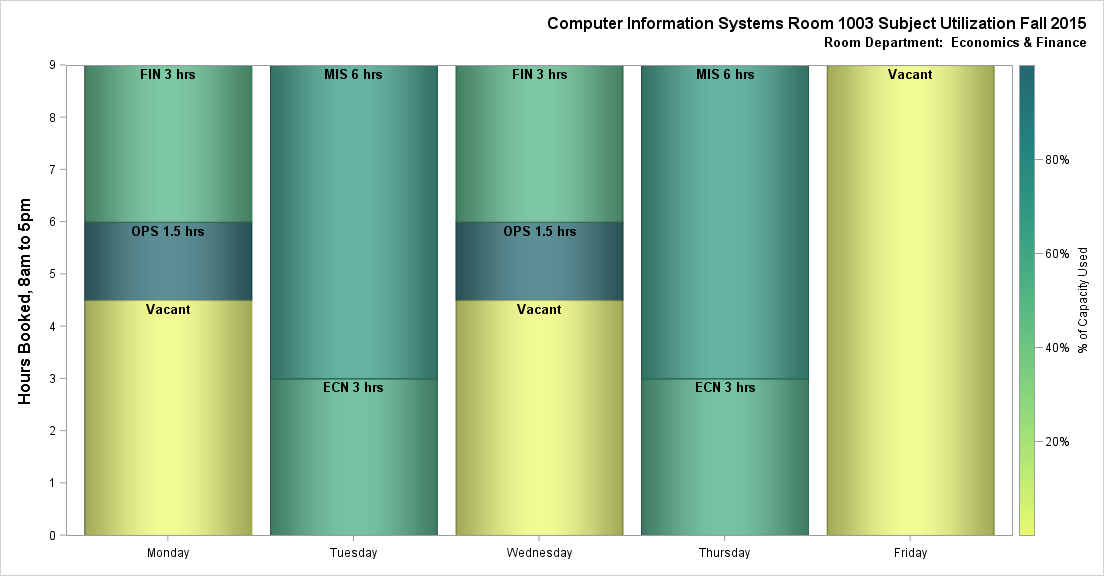 Computer Information Systems Room 1003 Subject Utilization Fall 2015
Room Department:  Economics & Finance
Hours Booked, 8am to 5pm
9
8
7
6
5
4
3
2
1
0
FIN 3 hrs
OPS 1.5 hrs
Vacant
MIS 6 hrs
ECN 3 hrs
FIN 3 hrs
OPS 1.5 hrs
Vacant
MIS 6 hrs
ECN 3 hrs
Vacant
Monday
Tuesday
Wednesday
Thursday
Friday
80%
60%
40%
20%
% of Capacity Used